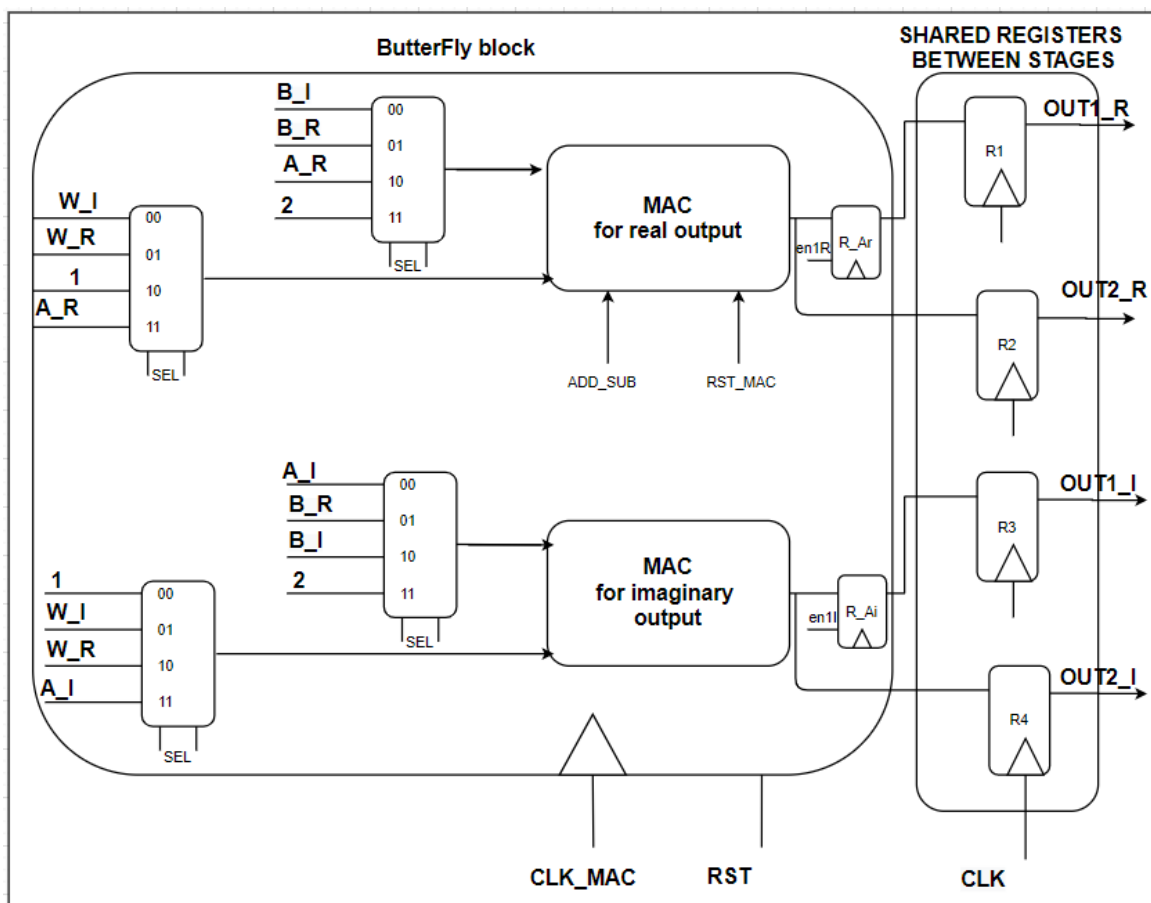 ButterFly block
SHARED REGISTERS
BETWEEN STAGES
B_I
B_R
A_R
2
00
01
10
11
SEL
W_I
W_R
1
A_R
00
01
10
11
SEL
MAC
for real output
ADD_SUB
RST_MAC
en1R
R_Ar
R1
OUT1_R
R2
OUT2_R
A_I
B_R
B_I
2
00
01
10
11
SEL
1
W_I
W_R
A_I
00
01
10
11
SEL
MAC
for imaginary
output
en1I
R_Ai
R3
OUT1_I
R4
OUT2_I
CLK_MAC
RST
CLK